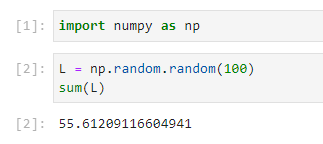 [1]: import numpy as np
[2]: L = np.random.random(100)
sum(L)
[2]: 55.61209116604941